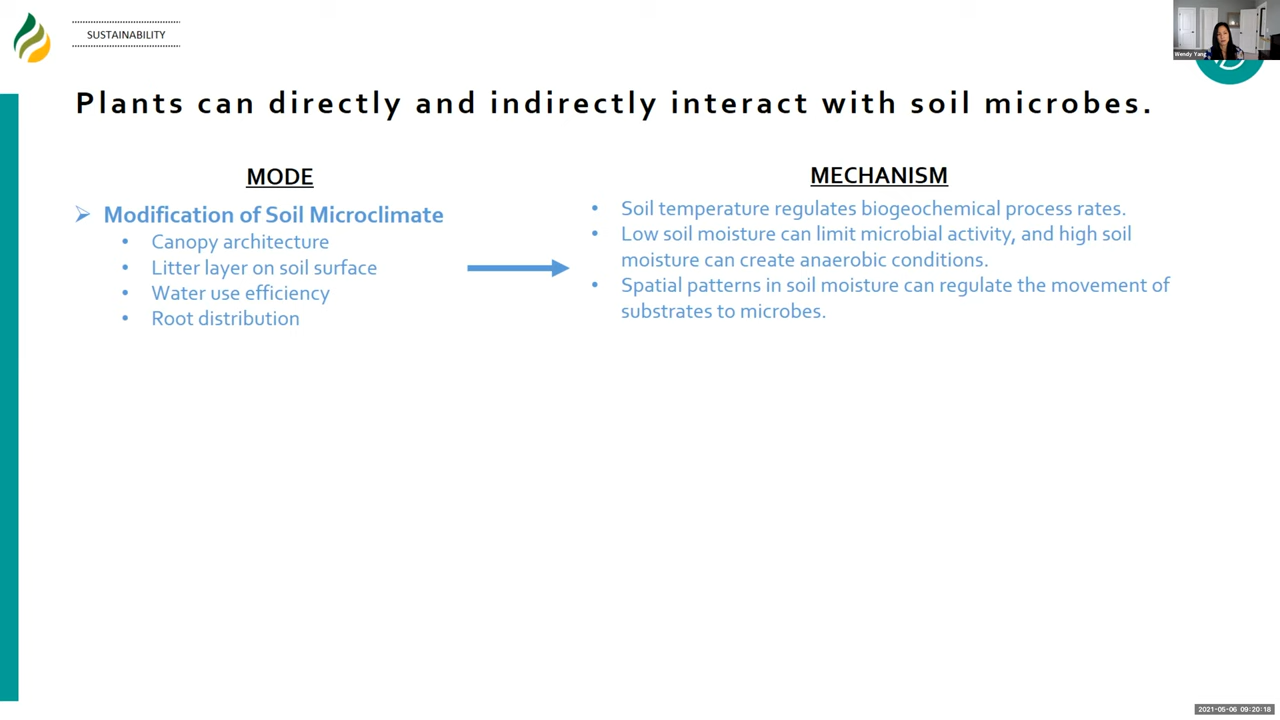 SUSTAINABILITY
Wendy Yang
Plants can directly and indirectly interact with soil microbes.
MODE
Modification of Soil Microclimate
• Canopy architecture
• Litter layer on soil surface
• Water use efficiency
• Root distribution
MECHANISM
• Soil temperature regulates biogeochemical process rates.
• Low soil moisture can limit microbial activity, and high soil
moisture can create anaerobic conditions.
• Spatial patterns in soil moisture can regulate the movement of
substrates to microbes.
2021-05-06 09:20:18